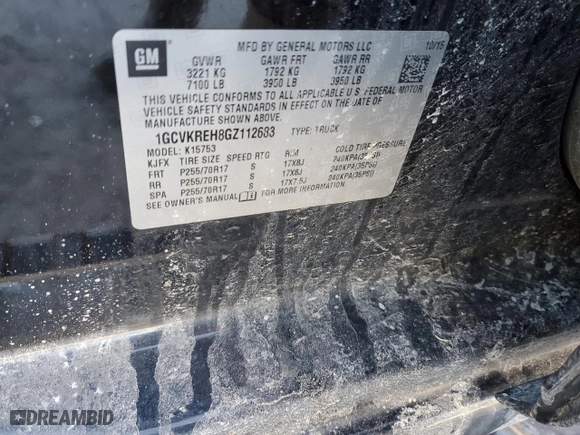 GM
MFD BY GENERAL MOTORS LLC 10/15
GVWR GAWR FRT GAWR RR
3221 KG 1792 KG 1792 KG
7100 LB 3950 LB 3950 LB
THIS VEHICLE CONFORMS TO ALL APPLICABLE U.S. FEDERAL MOTOR
VEHICLE SAFETY STANDARDS IN EFFECT ON THE DATE OF
MANUFACTURE SHOWN ABOVE.
1GCVKREH8GZ112683 TYPE: TRUCK
MODEL: K15753
KJFX TIRE SIZE SPEED RTG RIM COLD TIRE PRESSURE
FRT P255/70R17 S 17X8J 240KPA(35PSI)
RR P255/70R17 S 17X8J 240KPA(35PSI)
SPA P255/70R17 S 17X7.5J 240KPA(35PSI)
SEE OWNER'S MANUAL FOR MORE INFORMATION.
DREAMBID